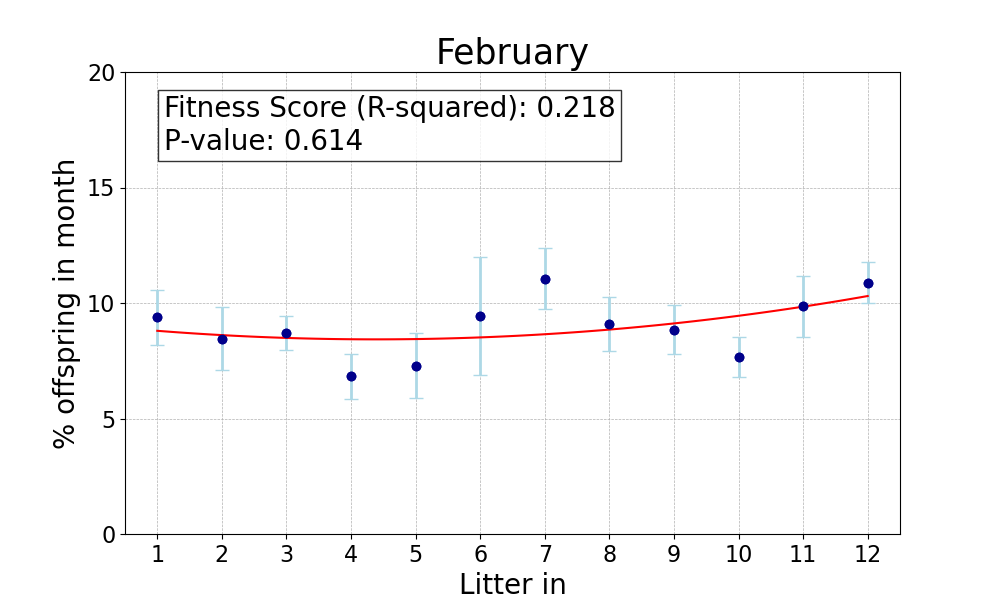 February
Fitness Score (R-squared): 0.218
P-value: 0.614
% offspring in month
20
15
10
5
0
1 2 3 4 5 6 7 8 9 10 11 12
Litter in